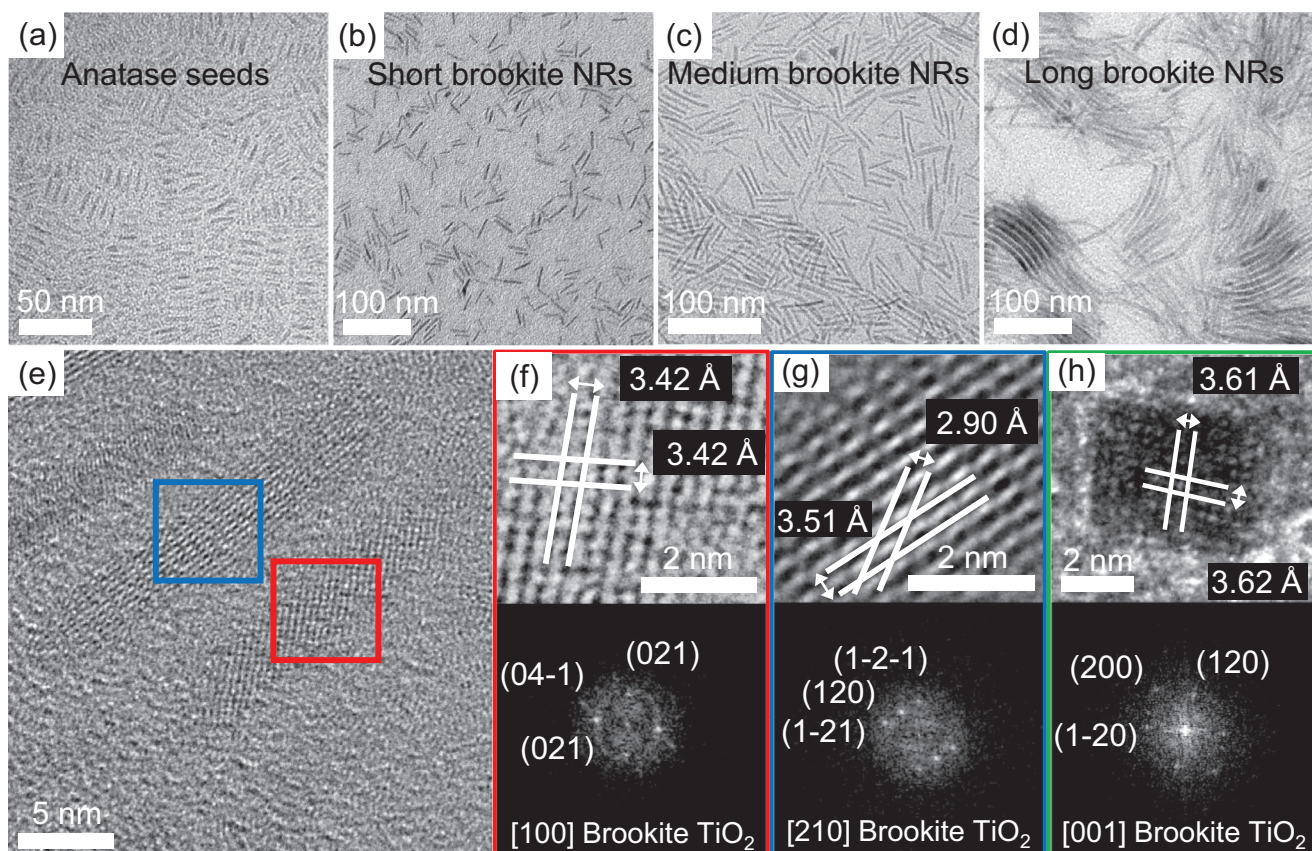 (a)
Anatase seeds
50 nm
(b)
Short brookite NRs
100 nm
(c)
Medium brookite NRs
100 nm
(d)
Long brookite NRs
100 nm
(e)
5 nm
(f)
3.42 Å
3.42 Å
2 nm
(021)
(04-1)
(021)
[100] Brookite TiO₂
(g)
2.90 Å
3.51 Å
2 nm
(1-2-1)
(120)
(1-21)
[210] Brookite TiO₂
(h)
3.61 Å
2 nm
3.62 Å
(200)
(120)
(1-20)
[001] Brookite TiO₂